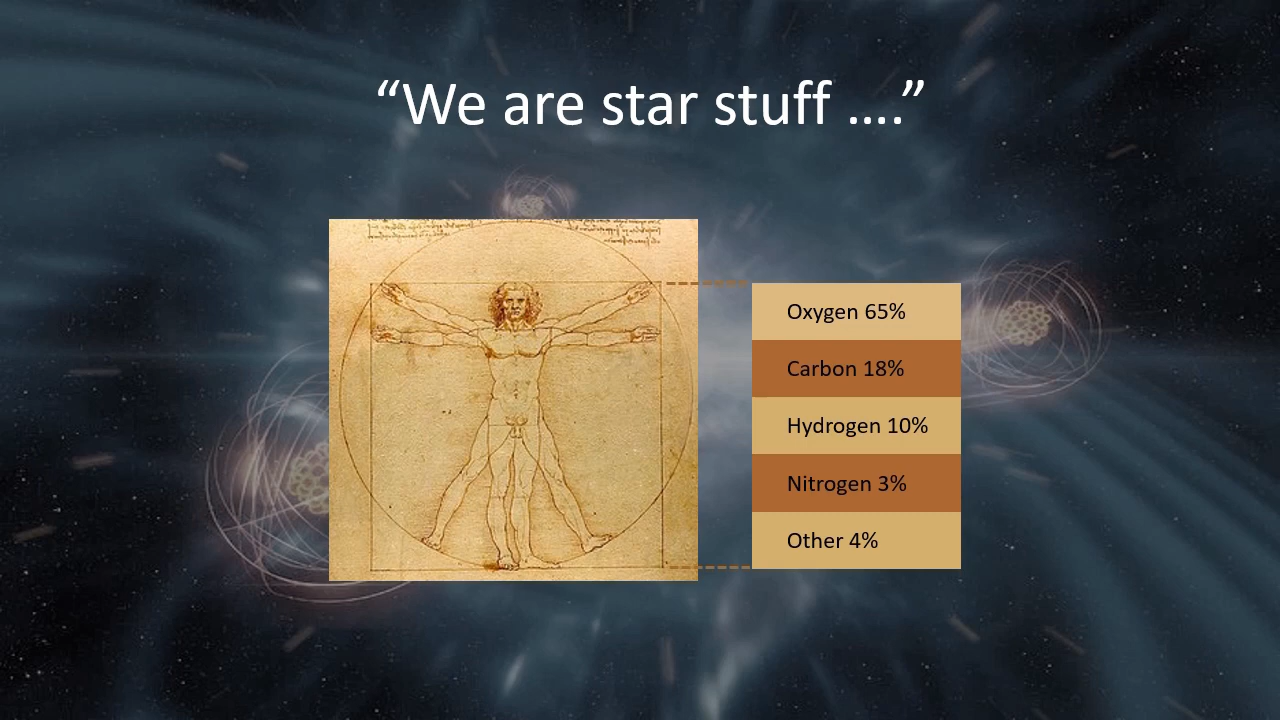 “We are star stuff ....”
Oxygen 65%
Carbon 18%
Hydrogen 10%
Nitrogen 3%
Other 4%